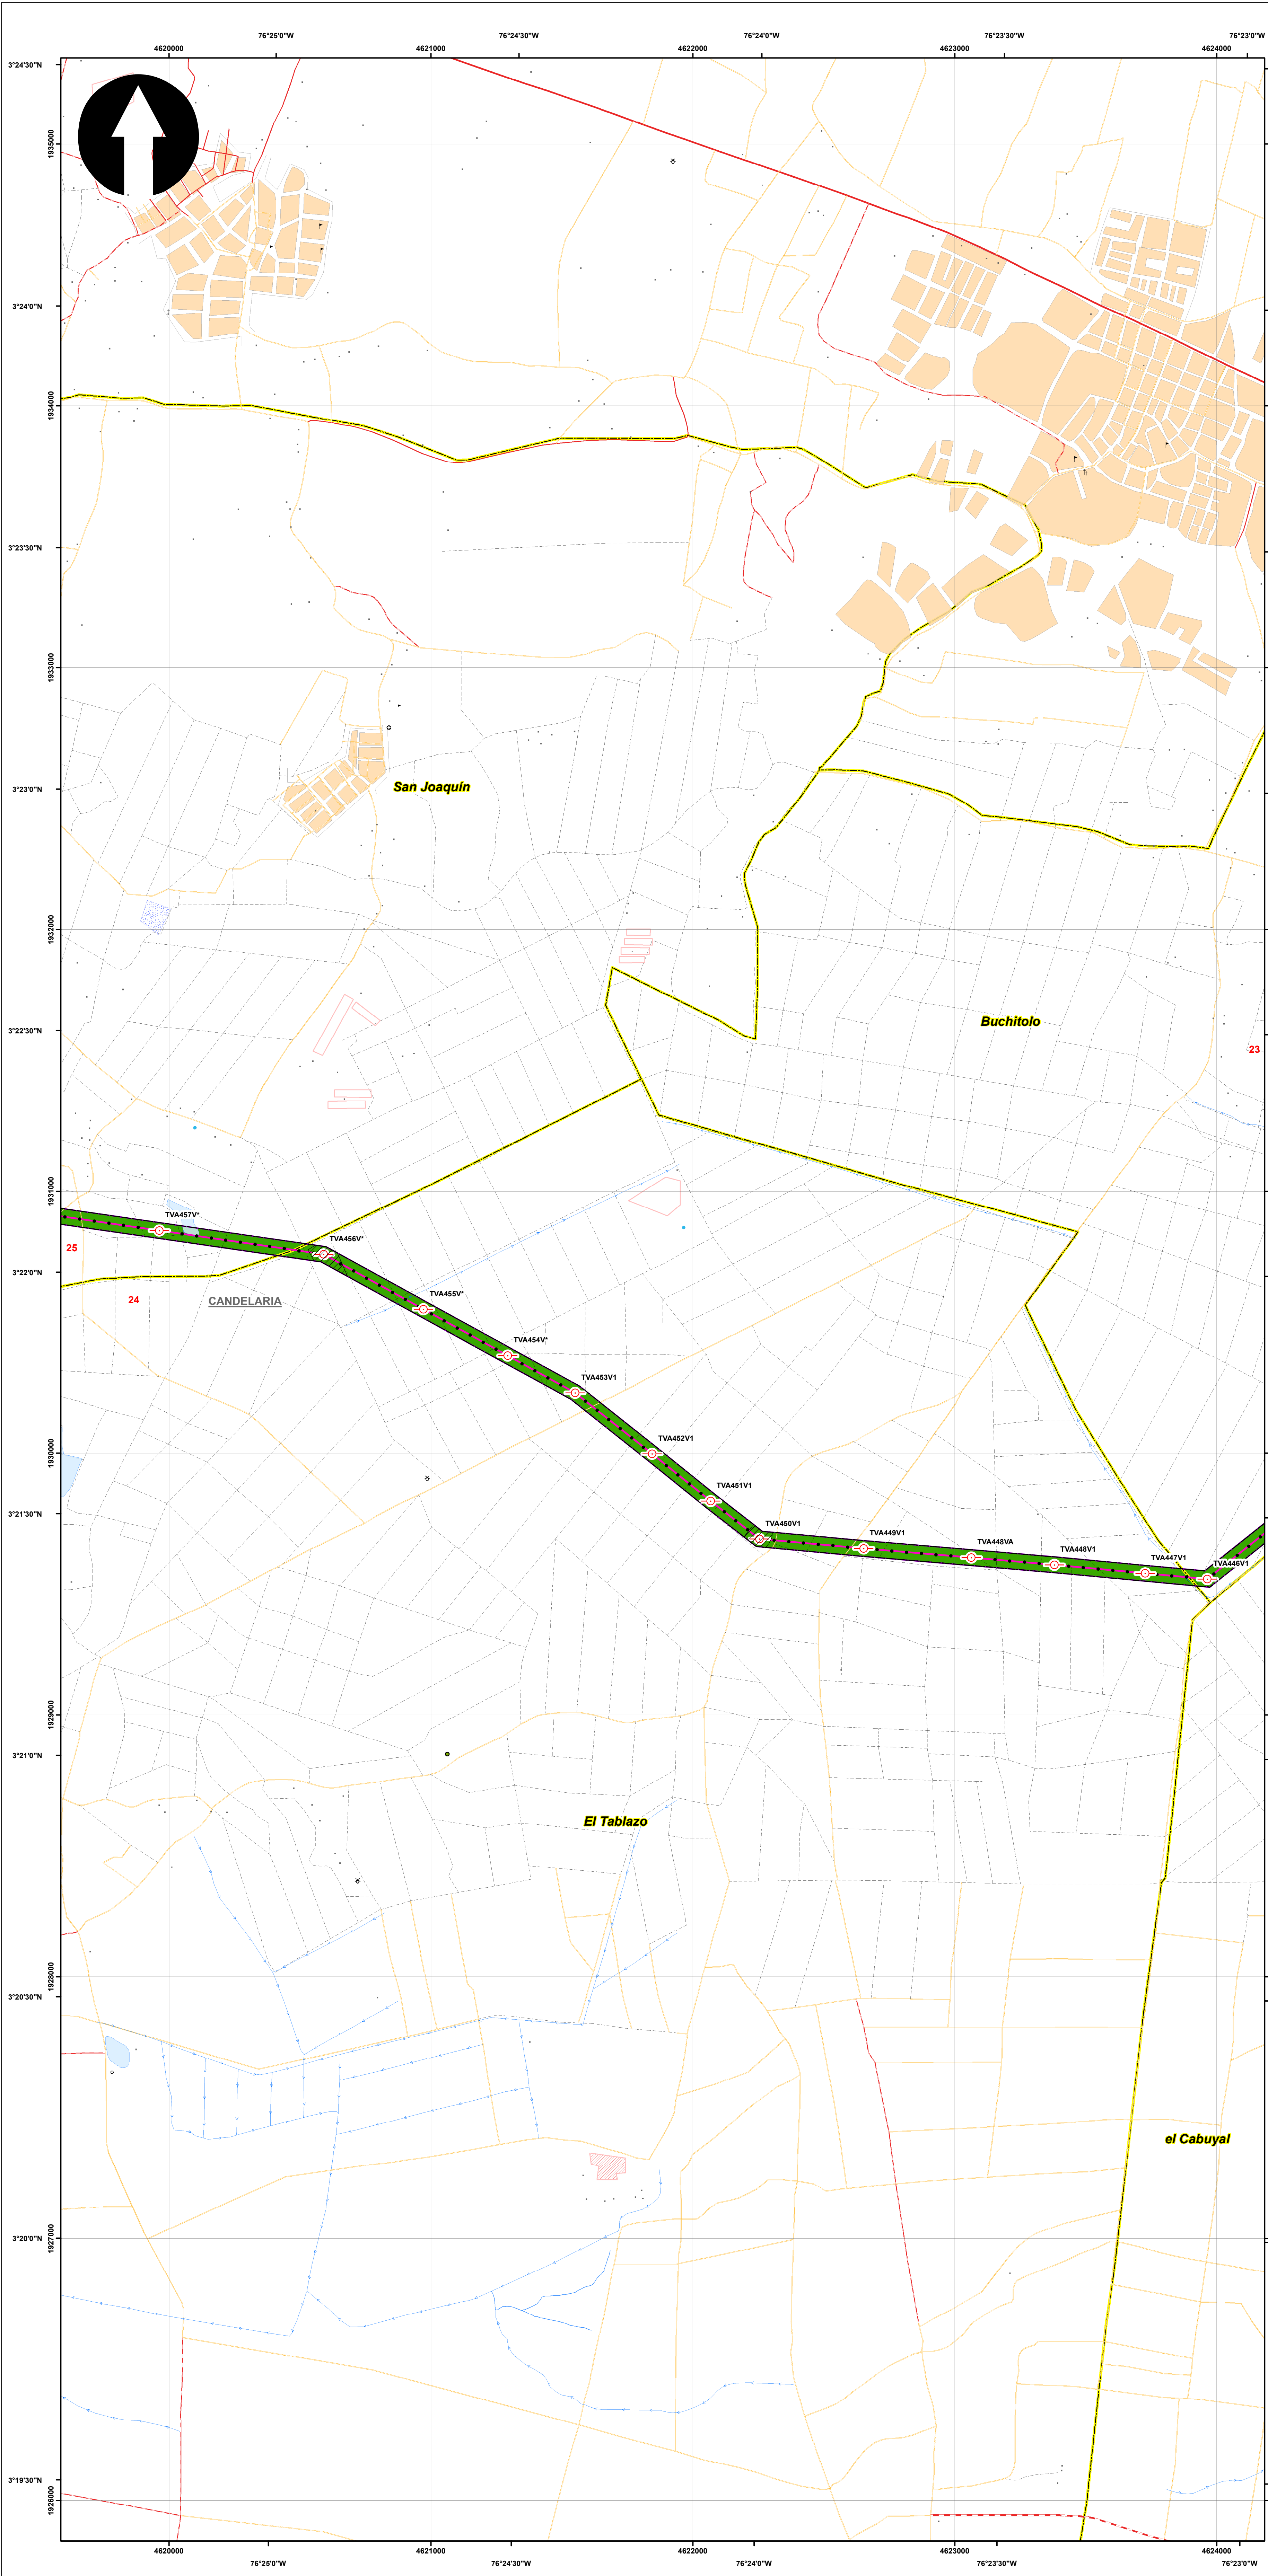 76°25'0"W 76°24'30"W 76°24'0"W 76°23'30"W 76°23'0"W
4620000 4621000 4622000 4623000 4624000
3°24'30"N
1935000
3°24'0"N
1934000
3°23'30"N
1933000
3°23'0"N
San Joaquín
1932000
3°22'30"N
Buchitolo
23
1931000
TVA457V*
25
TVA456V*
3°22'0"N
24
CANDELARIA
TVA455V*
TVA454V*
TVA453V1
1930000
TVA452V1
TVA451V1
3°21'30"N
TVA450V1
TVA449V1
TVA448VA
TVA448V1
TVA447V1
TVA446V1
1929000
3°21'0"N
El Tablazo
1928000
3°20'30"N
el Cabuyal
3°20'0"N
1927000
3°19'30"N
1926000
4620000 4621000 4622000 4623000 4624000
76°25'0"W 76°24'30"W 76°24'0"W 76°23'30"W 76°23'0"W